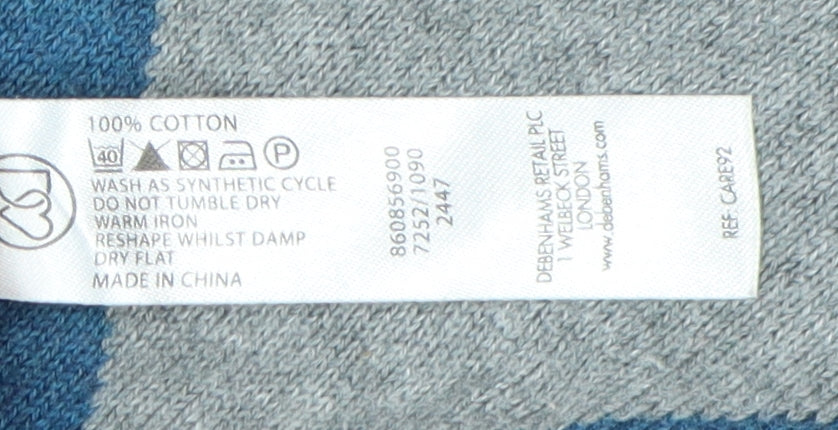 100% COTTON
40 P
WASH AS SYNTHETIC CYCLE
DO NOT TUMBLE DRY
WARM IRON
RESHAPE WHILST DAMP
DRY FLAT
MADE IN CHINA
860856900
7252/1090
2447
DEBENHAMS RETAIL PLC
1 WELBECK STREET
LONDON
www.debenhams.com
REF: CARE92